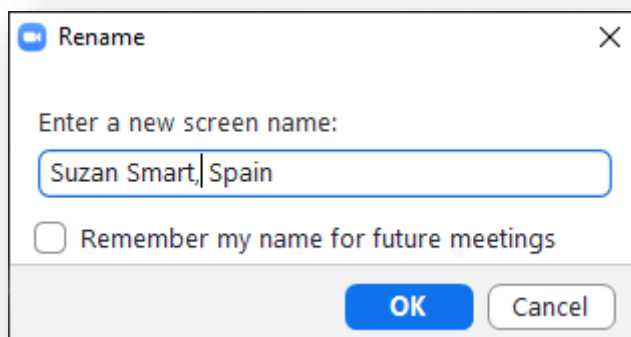 Rename
Enter a new screen name:
Suzan Smart, Spain
Remember my name for future meetings
OK
Cancel